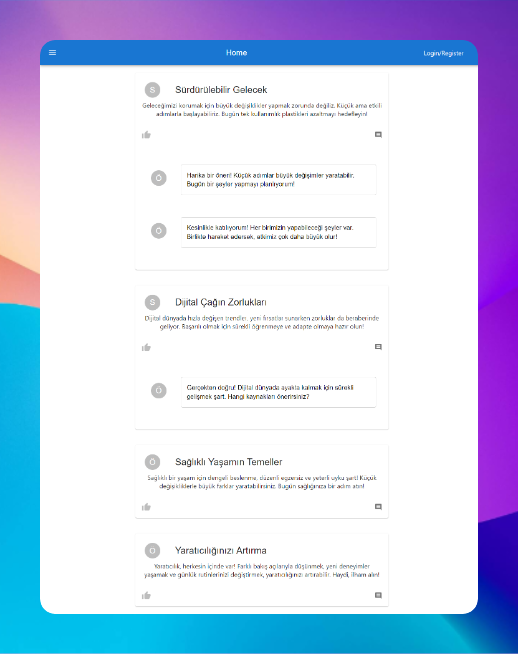 Home
Login/Register
S
Sürdürülebilir Gelecek
Geleceğimizi korumak için büyük değişiklikler yapmak zorunda değiliz. Küçük ama etkili
adımlarla başlayabiliriz. Bugün tek kullanımlık plastikleri azaltmayı hedefleyin!
Ö
Harika bir öneri! Küçük adımlar büyük değişimler yaratabilir.
Bugün bir şeyler yapmayı planlıyorum!
Ö
Kesinlikle katılıyorum! Her birimizin yapabileceği şeyler var.
Birlikte hareket edersek, etkimiz çok daha büyük olur!
S
Dijital Çağın Zorlukları
Dijital dünyada hızla değişen trendler, yeni fırsatlar sunarken zorluklar da beraberinde
geliyor. Başarılı olmak için sürekli öğrenmeye ve adapte olmaya hazır olun!
Ö
Gerçekten doğru! Dijital dünyada ayakta kalmak için sürekli
gelişmek şart. Hangi kaynakları önerirsiniz?
Ö
Sağlıklı Yaşamın Temeller
Sağlıklı bir yaşam için dengeli beslenme, düzenli egzersiz ve yeterli uyku şart! Küçük
değişikliklerle büyük farklar yaratabilirsiniz. Bugün sağlığınıza bir adım atın!
Ö
Yaratıcılığınızı Artırma
Yaratıcılık, herkesin içinde var! Farklı bakış açılarıyla düşünmek, yeni deneyimler
yaşamak ve günlük rutinlerinizi değiştirmek, yaratıcılığınızı artırabilir. Haydi, ilham alın!